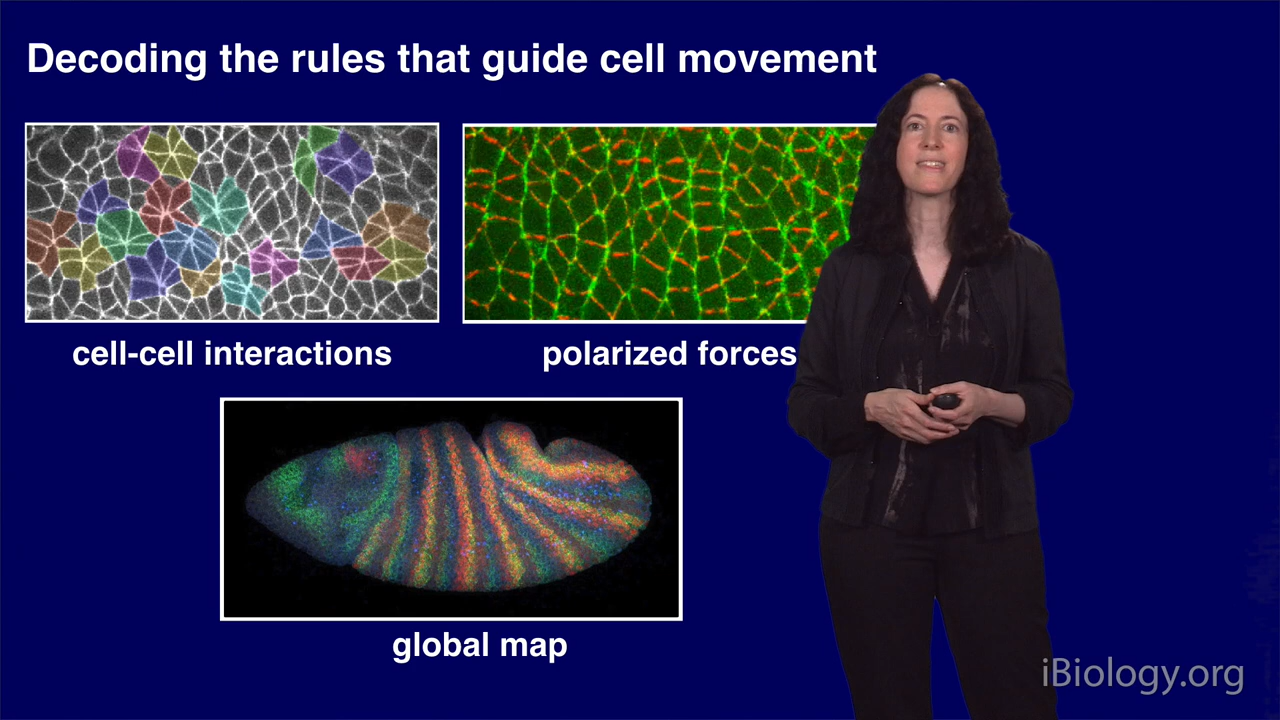 Decoding the rules that guide cell movement
cell-cell interactions
polarized forces
global map
iBiology.org